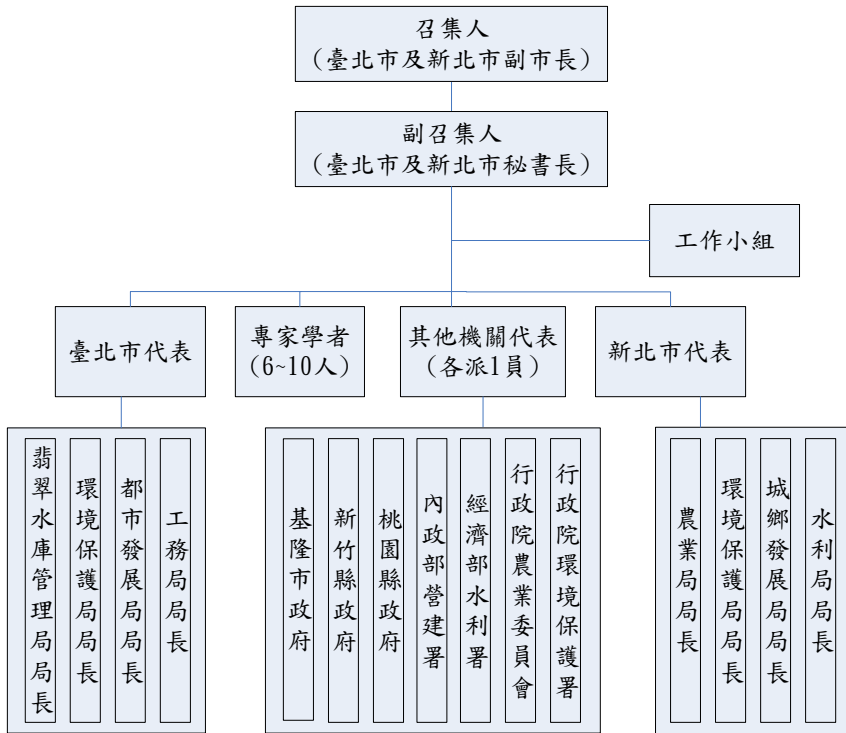 召集人
（臺北市及新北市副市長）
副召集人
（臺北市及新北市秘書長）
工作小組
臺北市代表
專家學者
（6~10人）
其他機關代表
（各派1員）
新北市代表
翡翠水庫管理局局長
環境保護局局長
都市發展局局長
工務局局長
基隆市政府
新竹縣政府
桃園縣政府
內政部營建署
經濟部水利署
行政院農業委員會
行政院環境保護署
農業局局長
環境保護局局長
城鄉發展局局長
水利局局長